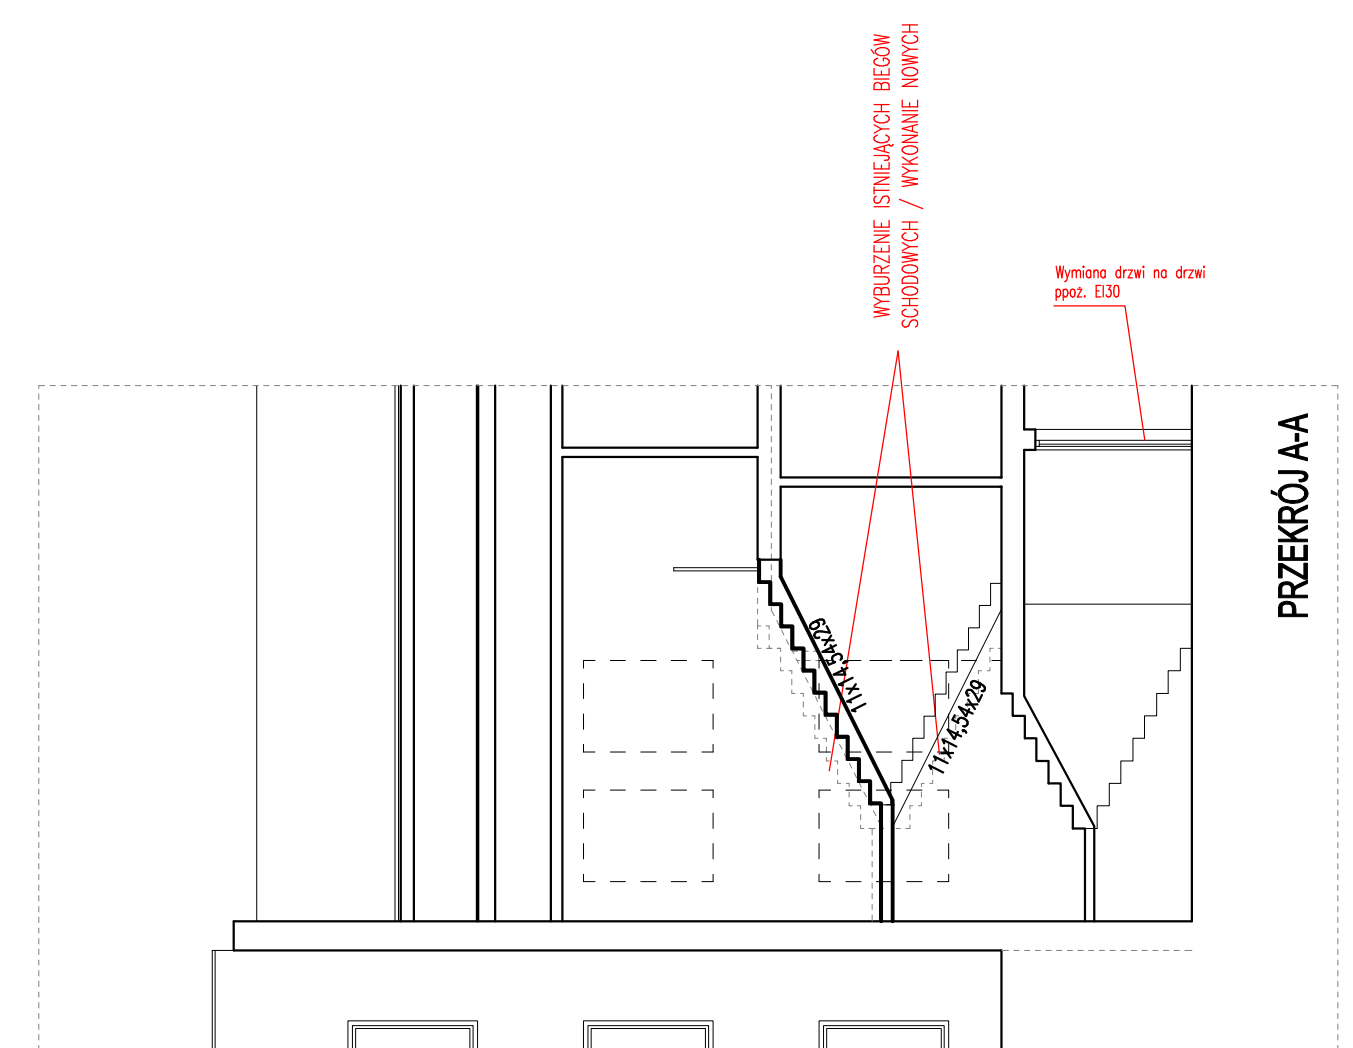 WYBURZENIE ISTNIEJĄCYCH BIEGÓW
SCHODOWYCH / WYKONANIE NOWYCH
Wymiana drzwi na drzwi
ppoż. EI30
PRZEKRÓJ A-A
11x14,54x29
11x14,54x29